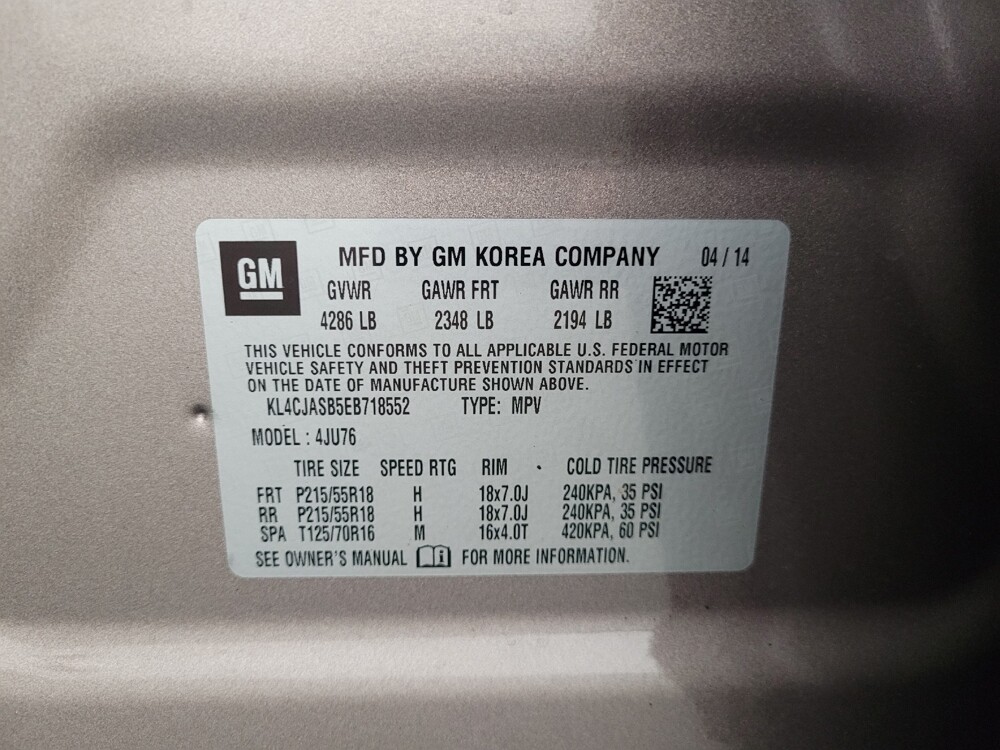 GM
MFD BY GM KOREA COMPANY 04 / 14
GVWR GAWR FRT GAWR RR
4286 LB 2348 LB 2194 LB
THIS VEHICLE CONFORMS TO ALL APPLICABLE U.S. FEDERAL MOTOR
VEHICLE SAFETY AND THEFT PREVENTION STANDARDS IN EFFECT
ON THE DATE OF MANUFACTURE SHOWN ABOVE.
KL4CJASB5EB718552 TYPE: MPV
MODEL : 4JU76
TIRE SIZE SPEED RTG RIM COLD TIRE PRESSURE
FRT P215/55R18 H 18x7.0J 240KPA, 35 PSI
RR P215/55R18 H 18x7.0J 240KPA, 35 PSI
SPA T125/70R16 M 16x4.0T 420KPA, 60 PSI
SEE OWNER'S MANUAL i FOR MORE INFORMATION.